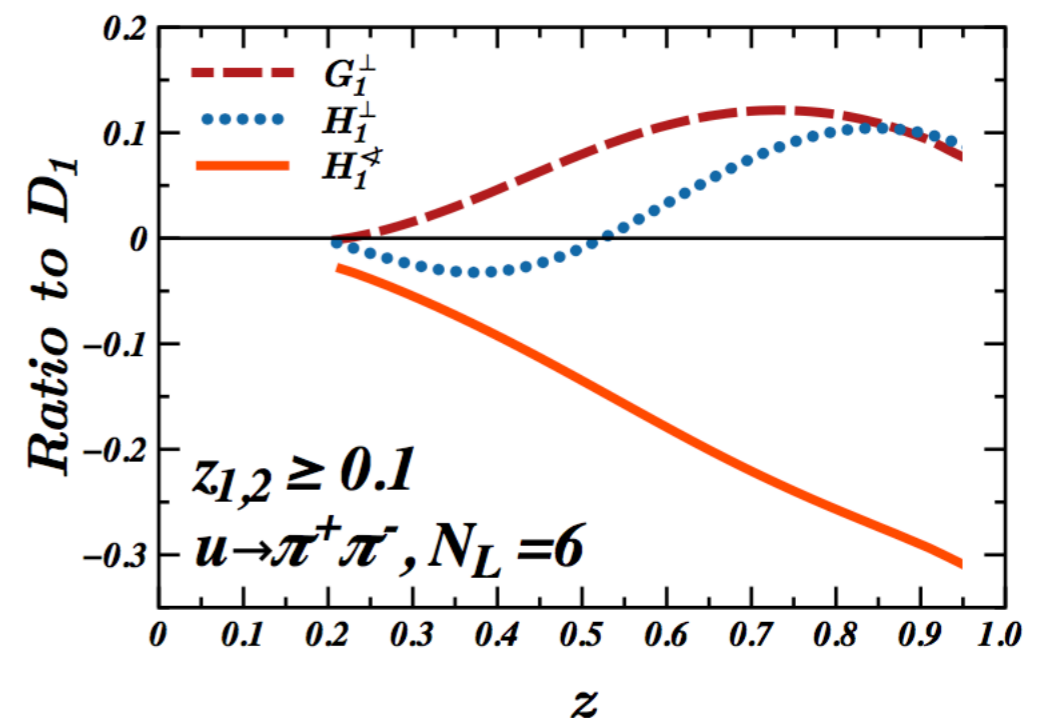 0.2
0.1
0
−0.1
−0.2
−0.3
Ratio to D₁
G₁^⊥
H₁^⊥
H₁^∢
z₁,₂ ≥ 0.1
u→π⁺π⁻, N_L =6
0 0.1 0.2 0.3 0.4 0.5 0.6 0.7 0.8 0.9 1.0
z